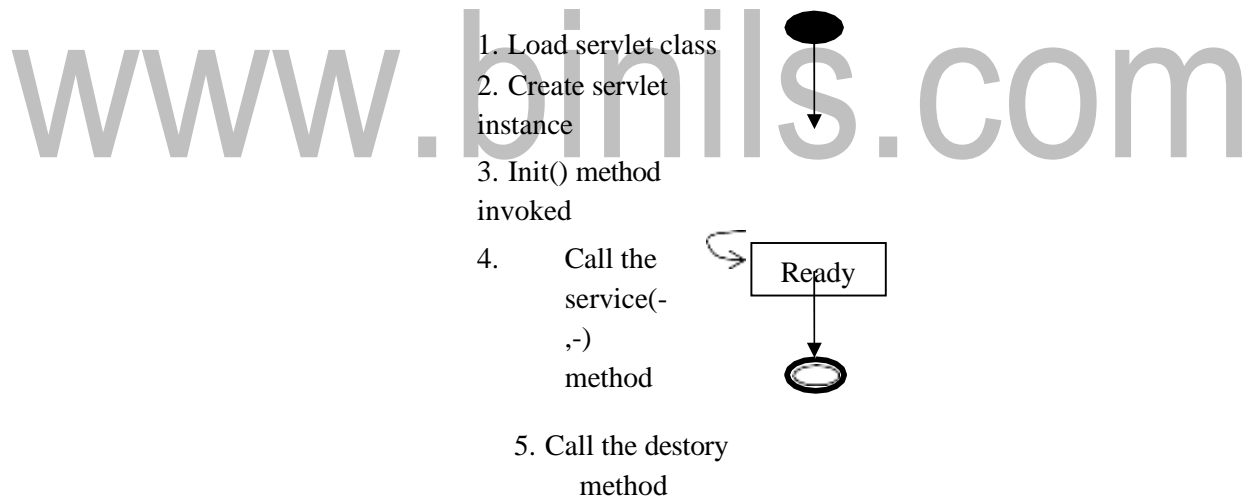 www.binils.com
1. Load servlet class
2. Create servlet
instance
3. Init() method
invoked
4. Call the
service(-
,-)
method
Ready
5. Call the destory
method